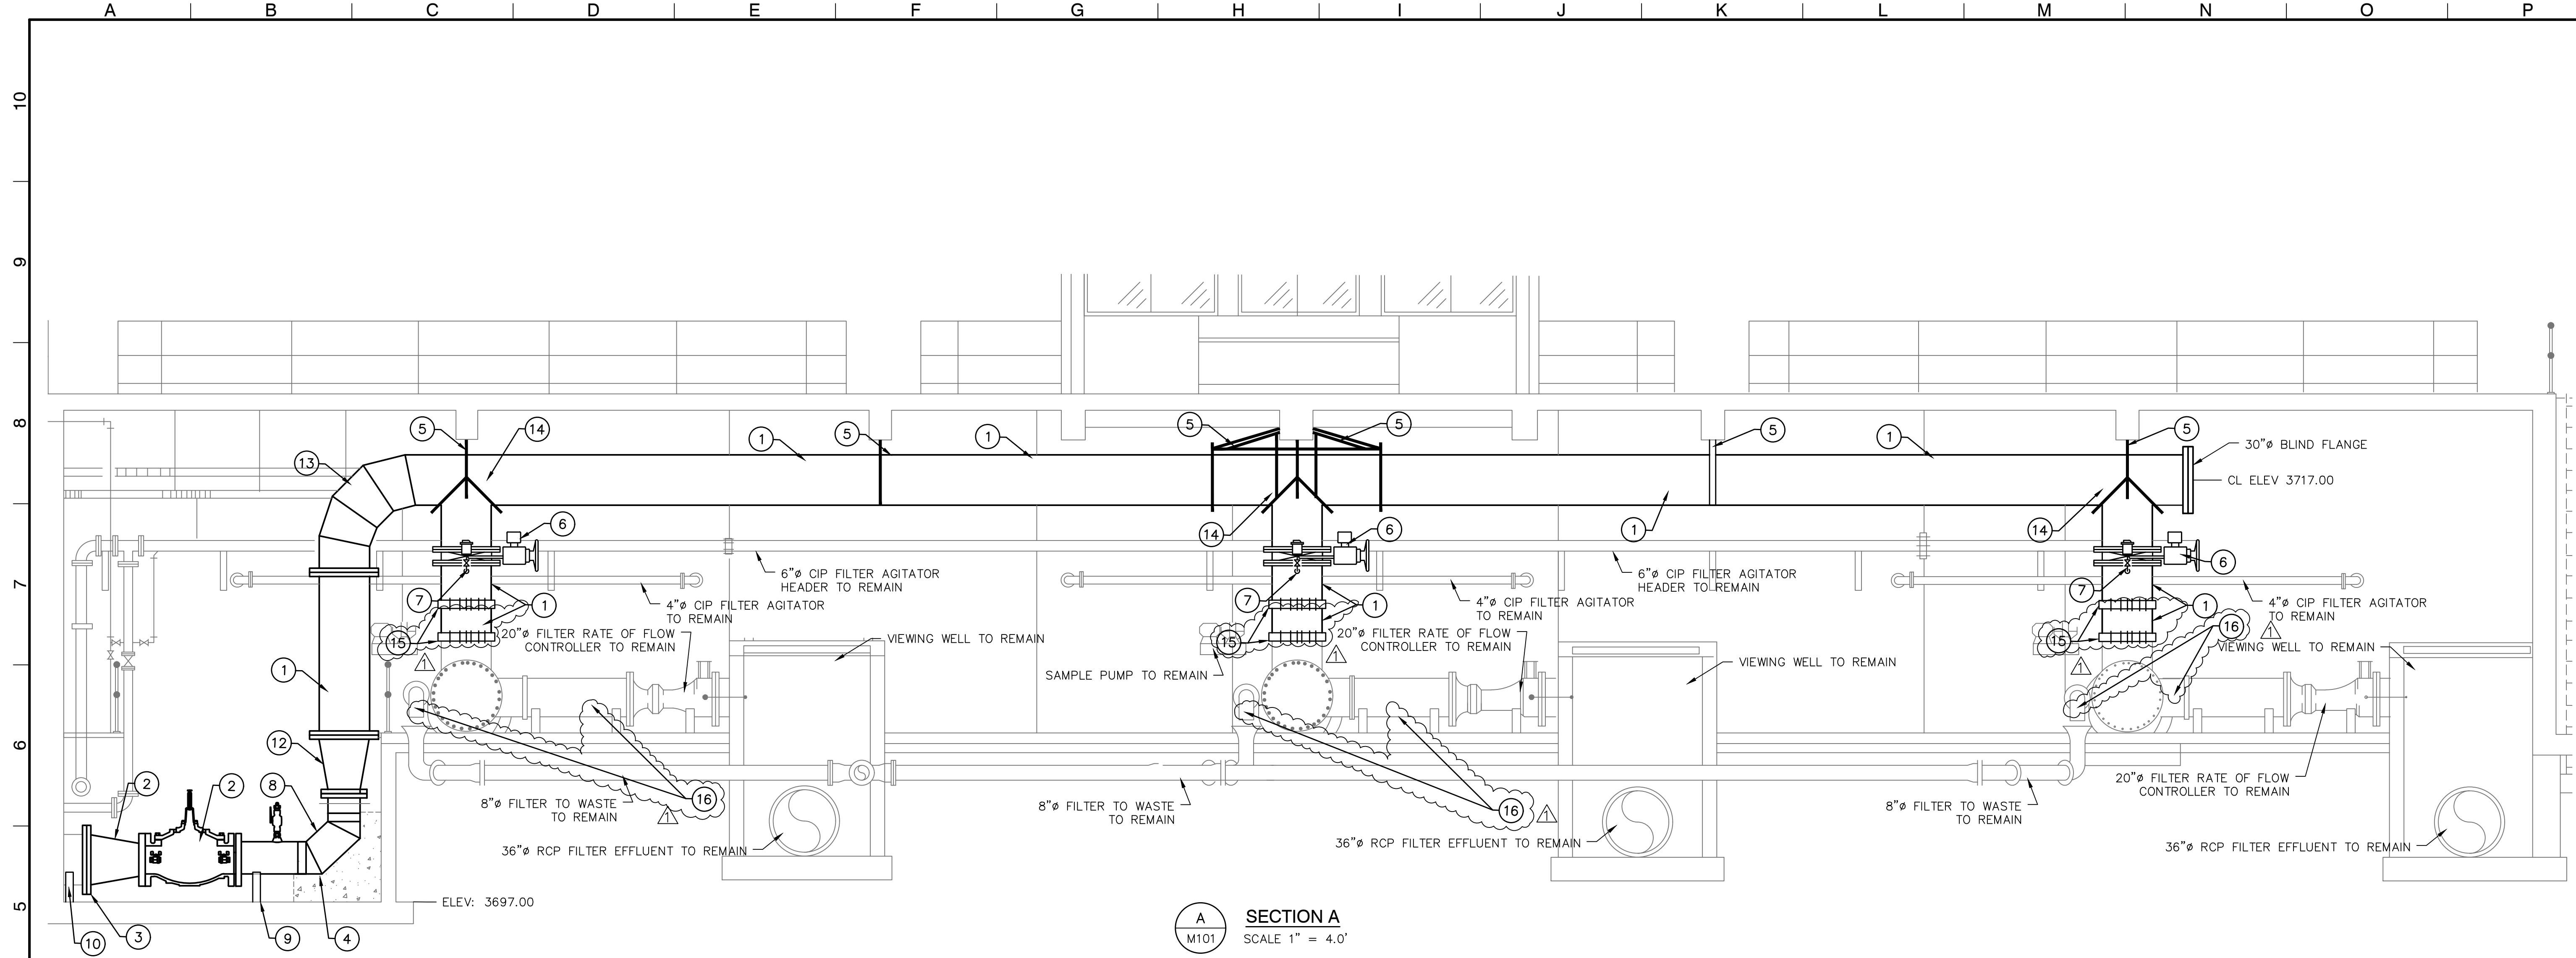 A B C D E F G H I J K L M N O P
10
9
8
7
6
5
5
14
1
5
1
5
5
5
1
5
30"ø BLIND FLANGE
CL ELEV 3717.00
13
6
14
6
1
14
6
6"ø CIP FILTER AGITATOR
HEADER TO REMAIN
6"ø CIP FILTER AGITATOR
HEADER TO REMAIN
7
1
4"ø CIP FILTER AGITATOR
TO REMAIN
7
1
4"ø CIP FILTER AGITATOR
TO REMAIN
7
1
4"ø CIP FILTER AGITATOR
TO REMAIN
15
20"ø FILTER RATE OF FLOW
CONTROLLER TO REMAIN
VIEWING WELL TO REMAIN
15
20"ø FILTER RATE OF FLOW
CONTROLLER TO REMAIN
15
16
1
VIEWING WELL TO REMAIN
1
1
1
1
SAMPLE PUMP TO REMAIN
VIEWING WELL TO REMAIN
12
2
2
8
8"ø FILTER TO WASTE
TO REMAIN
16
1
8"ø FILTER TO WASTE
TO REMAIN
16
1
20"ø FILTER RATE OF FLOW
CONTROLLER TO REMAIN
8"ø FILTER TO WASTE
TO REMAIN
36"ø RCP FILTER EFFLUENT TO REMAIN
36"ø RCP FILTER EFFLUENT TO REMAIN
36"ø RCP FILTER EFFLUENT TO REMAIN
ELEV: 3697.00
10
3
9
4
A
M101
SECTION A
SCALE 1" = 4.0'